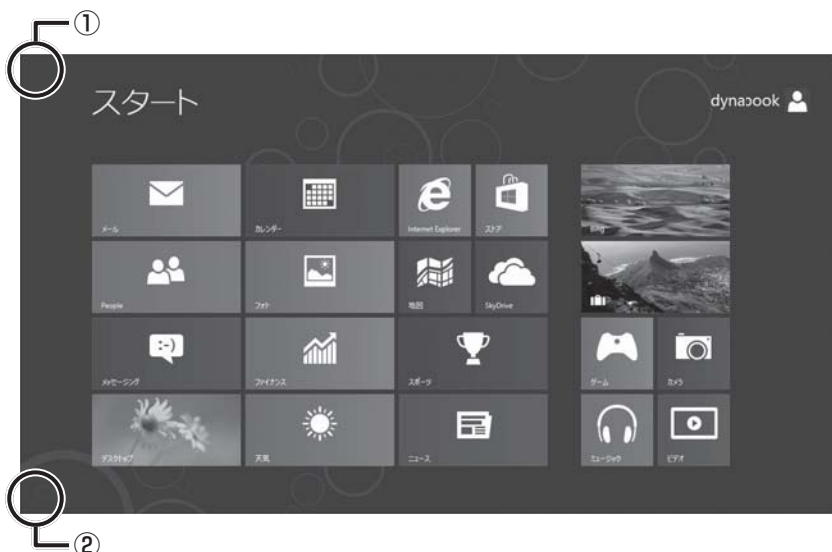 ①
スタート
dynabook
メール
カレンダー
Internet Explorer
ストア
Bing
People
フォト
地図
SkyDrive
メッセージング
ファイナンス
スポーツ
ゲーム
カメラ
デスクトップ
天気
ニュース
ミュージック
ビデオ
②